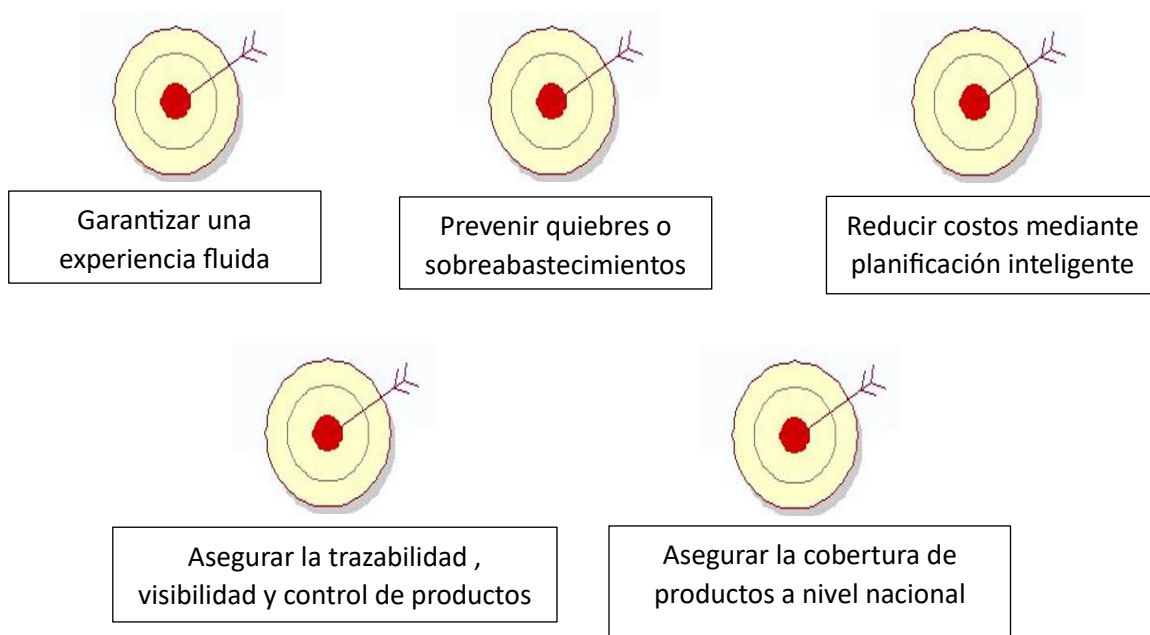 Garantizar una
experiencia fluida
Prevenir quiebres o
sobreabastecimientos
Reducir costos mediante
planificación inteligente
Asegurar la trazabilidad ,
visibilidad y control de productos
Asegurar la cobertura de
productos a nivel nacional